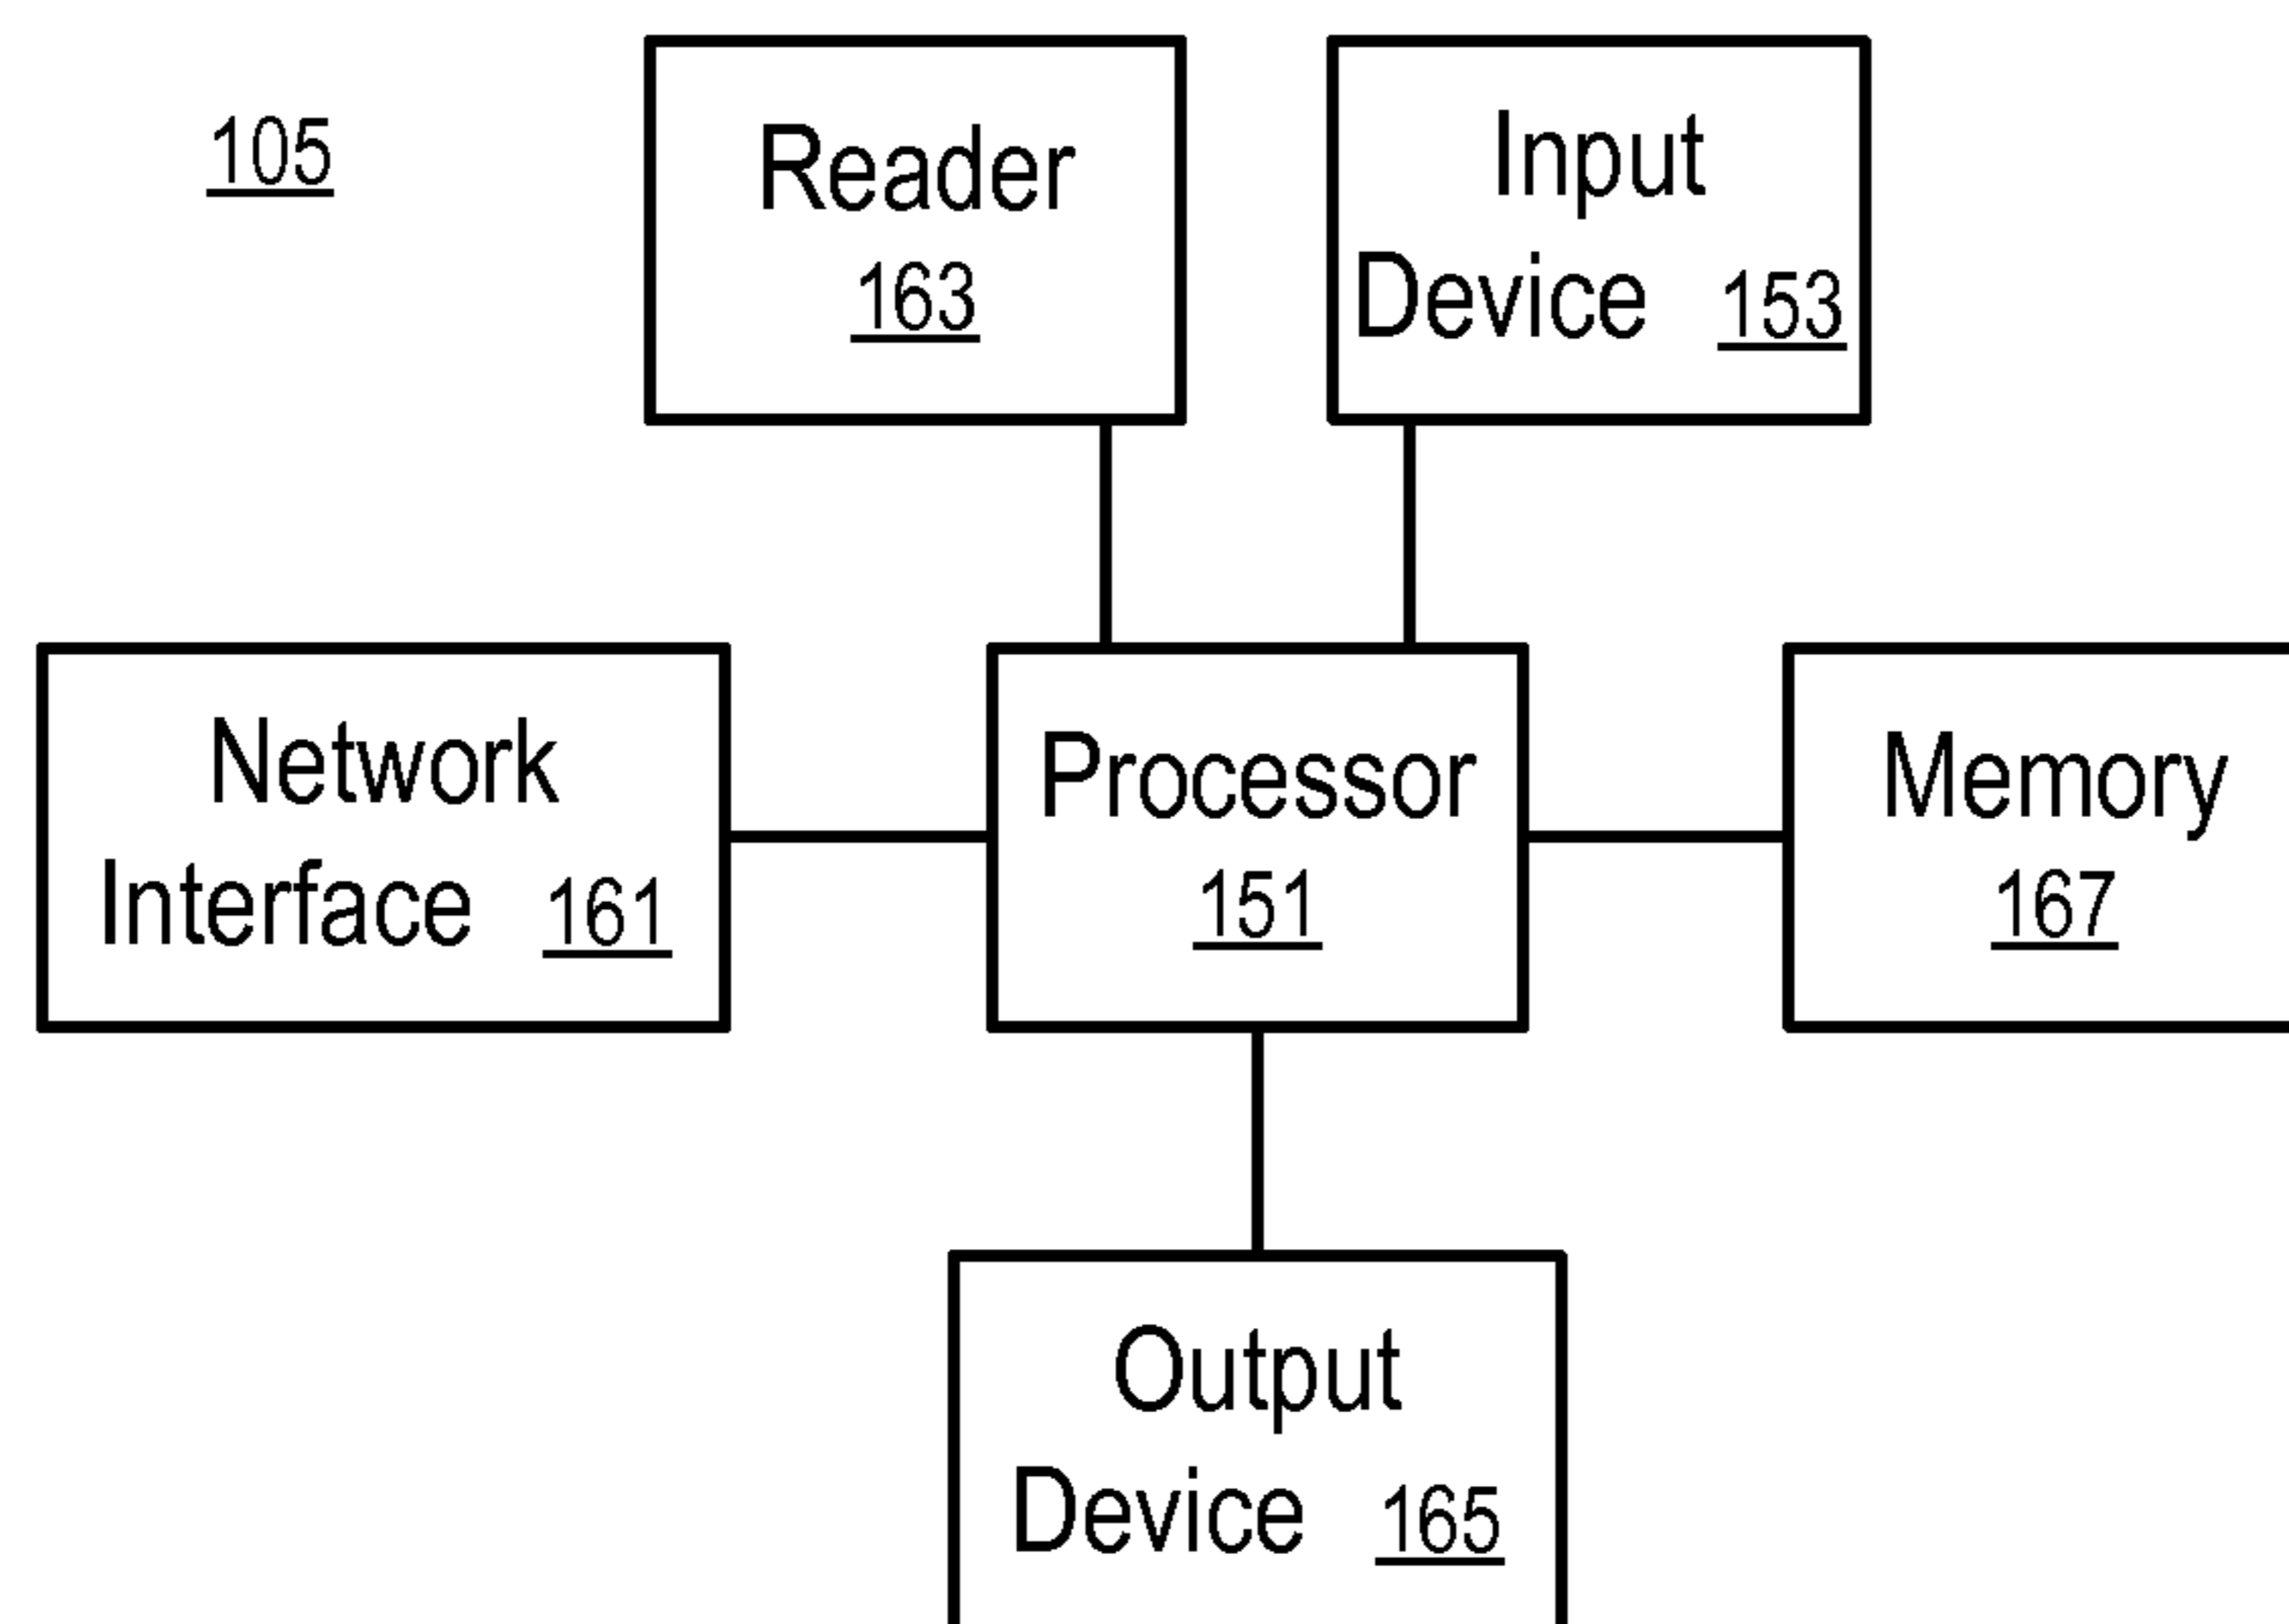 105
Reader
163
Input
Device 153
Network
Interface 161
Processor
151
Memory
167
Output
Device 165